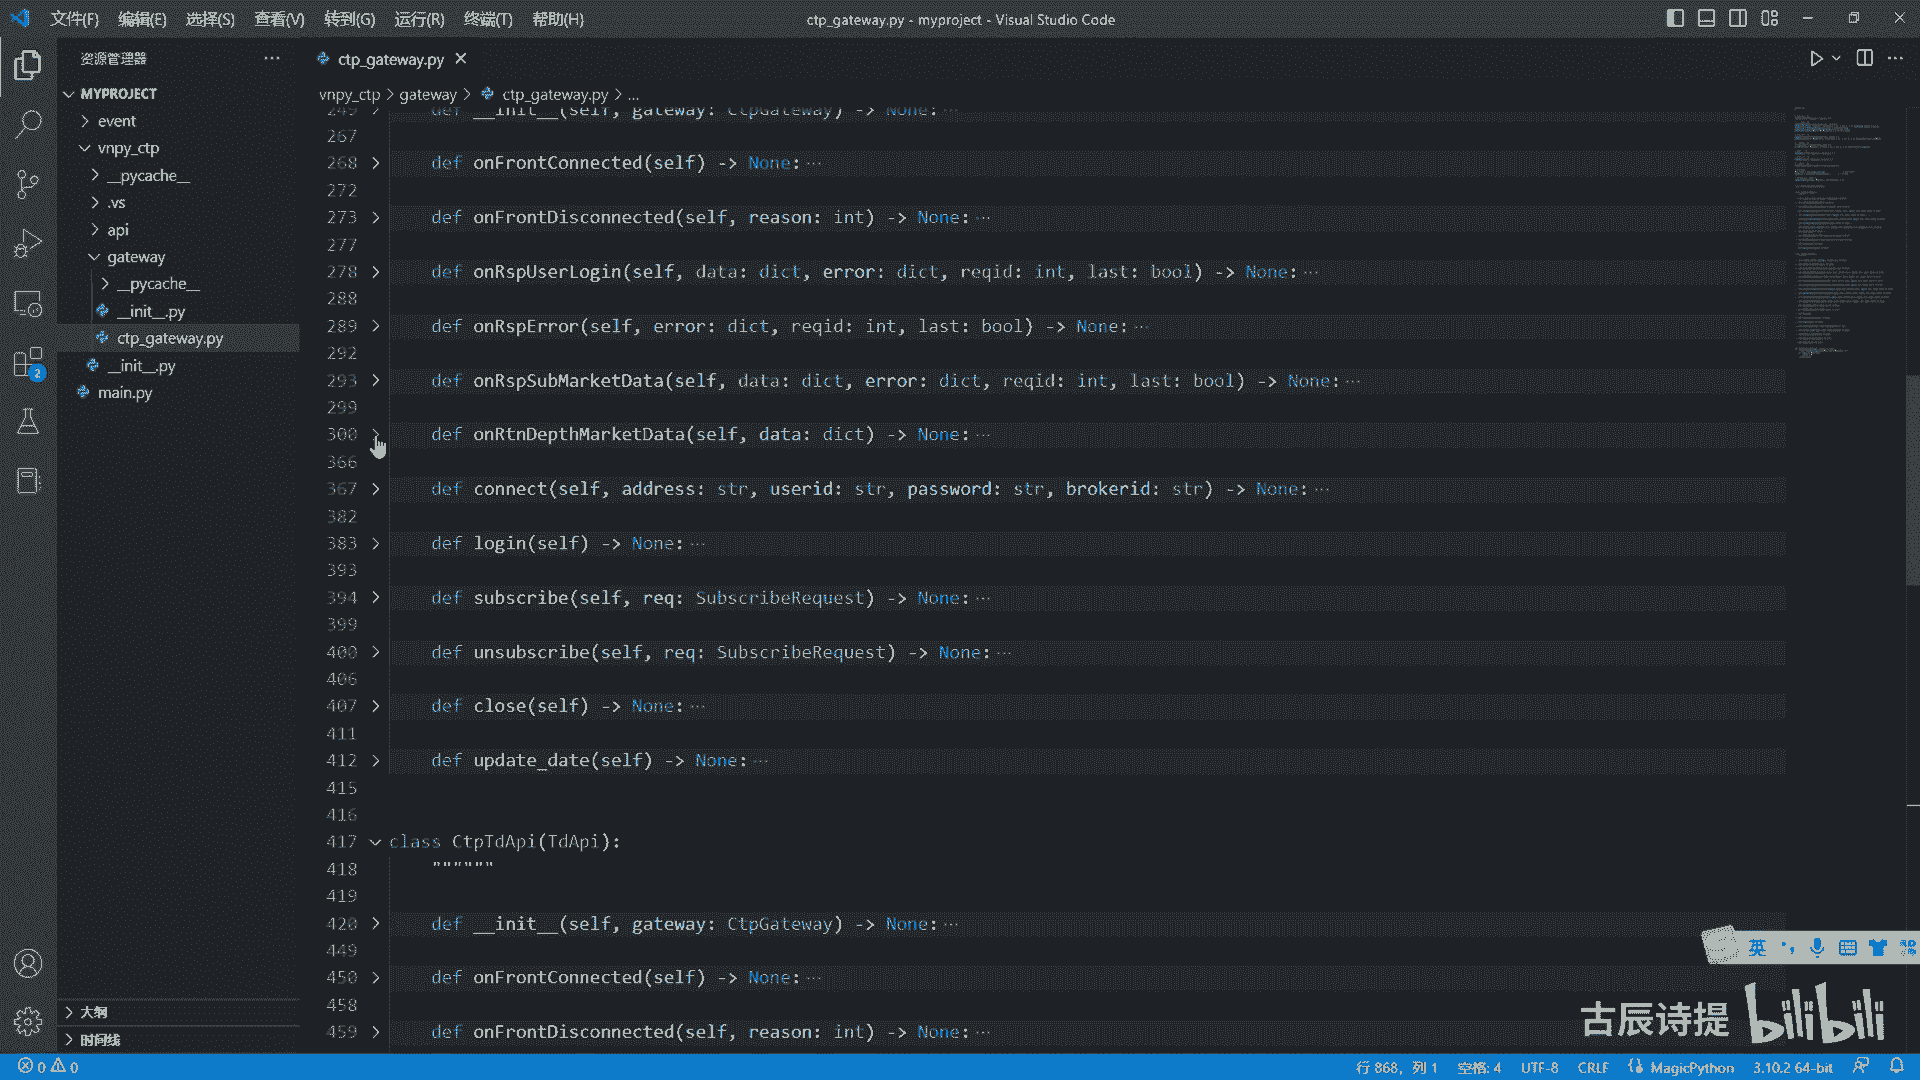 文件(F) 编辑(E) 选择(S) 查看(V) 转到(G) 运行(R) 终端(T) 帮助(H)
ctp_gateway.py - myproject - Visual Studio Code
资源管理器 ···
MYPROJECT
event
vnpy_ctp
__pycache__
.vs
api
gateway
__pycache__
__init__.py
ctp_gateway.py
__init__.py
main.py
大纲
时间线
2
ctp_gateway.py
vnpy_ctp > gateway > ctp_gateway.py > ...
249 def __init__(self, gateway: CtpGateway) -> None: ···
267
268 def onFrontConnected(self) -> None: ···
272
273 def onFrontDisconnected(self, reason: int) -> None: ···
277
278 def onRspUserLogin(self, data: dict, error: dict, reqid: int, last: bool) -> None: ···
288
289 def onRspError(self, error: dict, reqid: int, last: bool) -> None: ···
292
293 def onRspSubMarketData(self, data: dict, error: dict, reqid: int, last: bool) -> None: ···
299
300 def onRtnDepthMarketData(self, data: dict) -> None: ···
366
367 def connect(self, address: str, userid: str, password: str, brokerid: str) -> None: ···
382
383 def login(self) -> None: ···
393
394 def subscribe(self, req: SubscribeRequest) -> None: ···
399
400 def unsubscribe(self, req: SubscribeRequest) -> None: ···
406
407 def close(self) -> None: ···
411
412 def update_date(self) -> None: ···
415
416
417 class CtpTdApi(TdApi):
418 """"""
419
420 def __init__(self, gateway: CtpGateway) -> None: ···
449
450 def onFrontConnected(self) -> None: ···
458
459 def onFrontDisconnected(self, reason: int) -> None: ···
英
古辰诗提 bilibili
0 0
行 868，列 1 空格: 4 UTF-8 CRLF MagicPython 3.10.2 64-bit